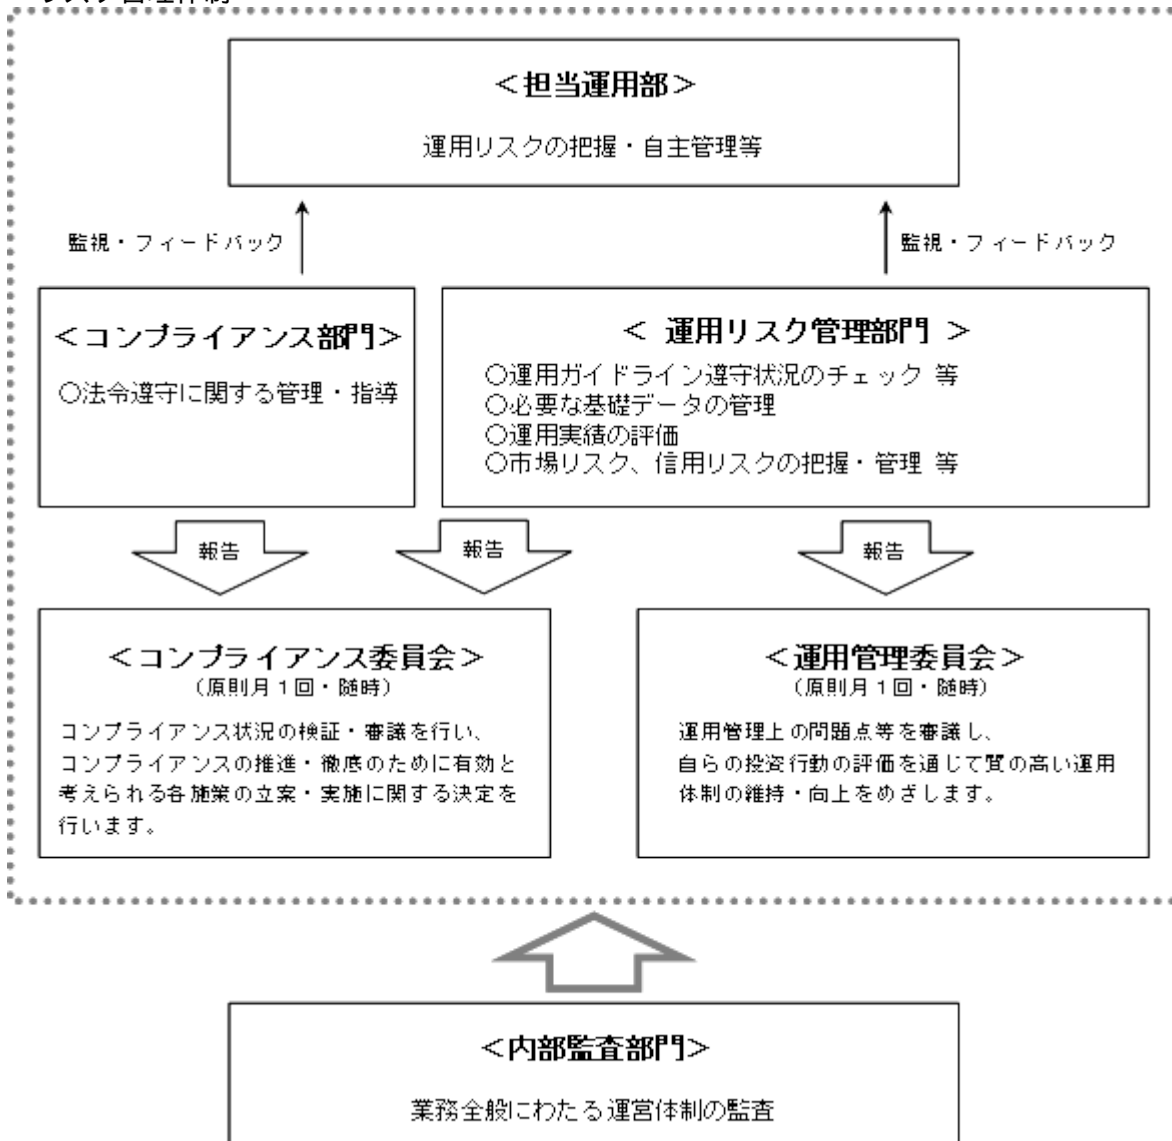 リスク管理体制
＜担当運用部＞
運用リスクの把握・自主管理等
監視・フィードバック
監視・フィードバック
＜コンプライアンス部門＞
○法令遵守に関する管理・指導
＜ 運用リスク管理部門 ＞
○運用ガイドライン遵守状況のチェック 等
○必要な基礎データの管理
○運用実績の評価
○市場リスク、信用リスクの把握・管理 等
報告
報告
報告
＜コンプライアンス委員会＞
（原則月１回・随時）
コンプライアンス状況の検証・審議を行い、
コンプライアンスの推進・徹底のために有効と
考えられる各施策の立案・実施に関する決定を
行います。
＜運用管理委員会＞
（原則月１回・随時）
運用管理上の問題点等を審議し、
自らの投資行動の評価を通じて質の高い運用
体制の維持・向上をめざします。
＜内部監査部門＞
業務全般にわたる運営体制の監査